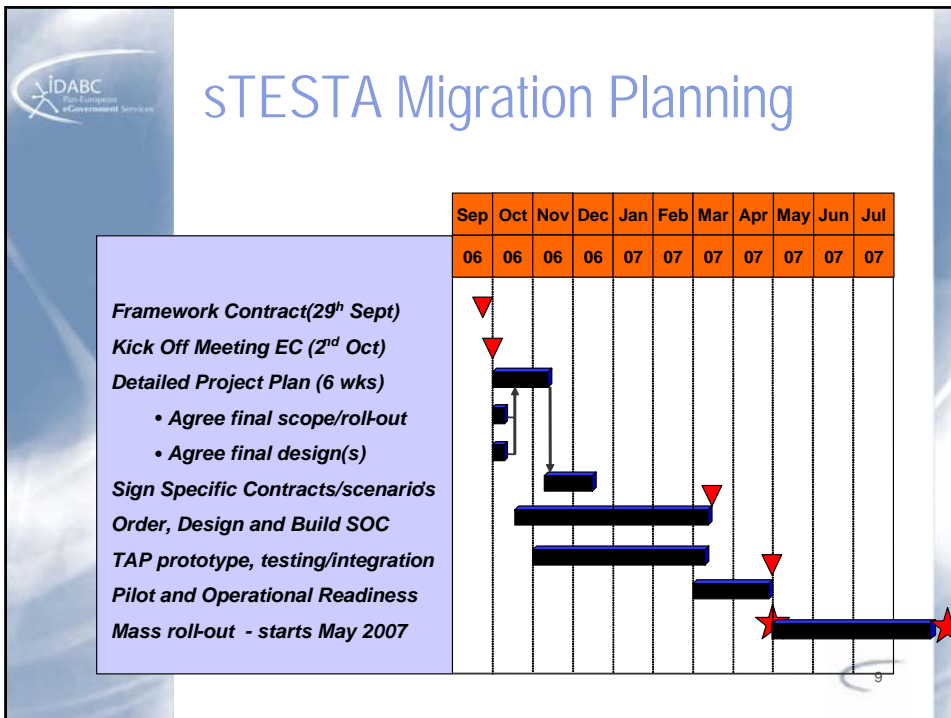 iDABC
Pan-European
eGovernment Services
sTESTA Migration Planning
Sep Oct Nov Dec Jan Feb Mar Apr May Jun Jul
06 06 06 06 07 07 07 07 07 07 07
Framework Contract(29th Sept)
Kick Off Meeting EC (2nd Oct)
Detailed Project Plan (6 wks)
• Agree final scope/roll-out
• Agree final design(s)
Sign Specific Contracts/scenario's
Order, Design and Build SOC
TAP prototype, testing/integration
Pilot and Operational Readiness
Mass roll-out - starts May 2007
9